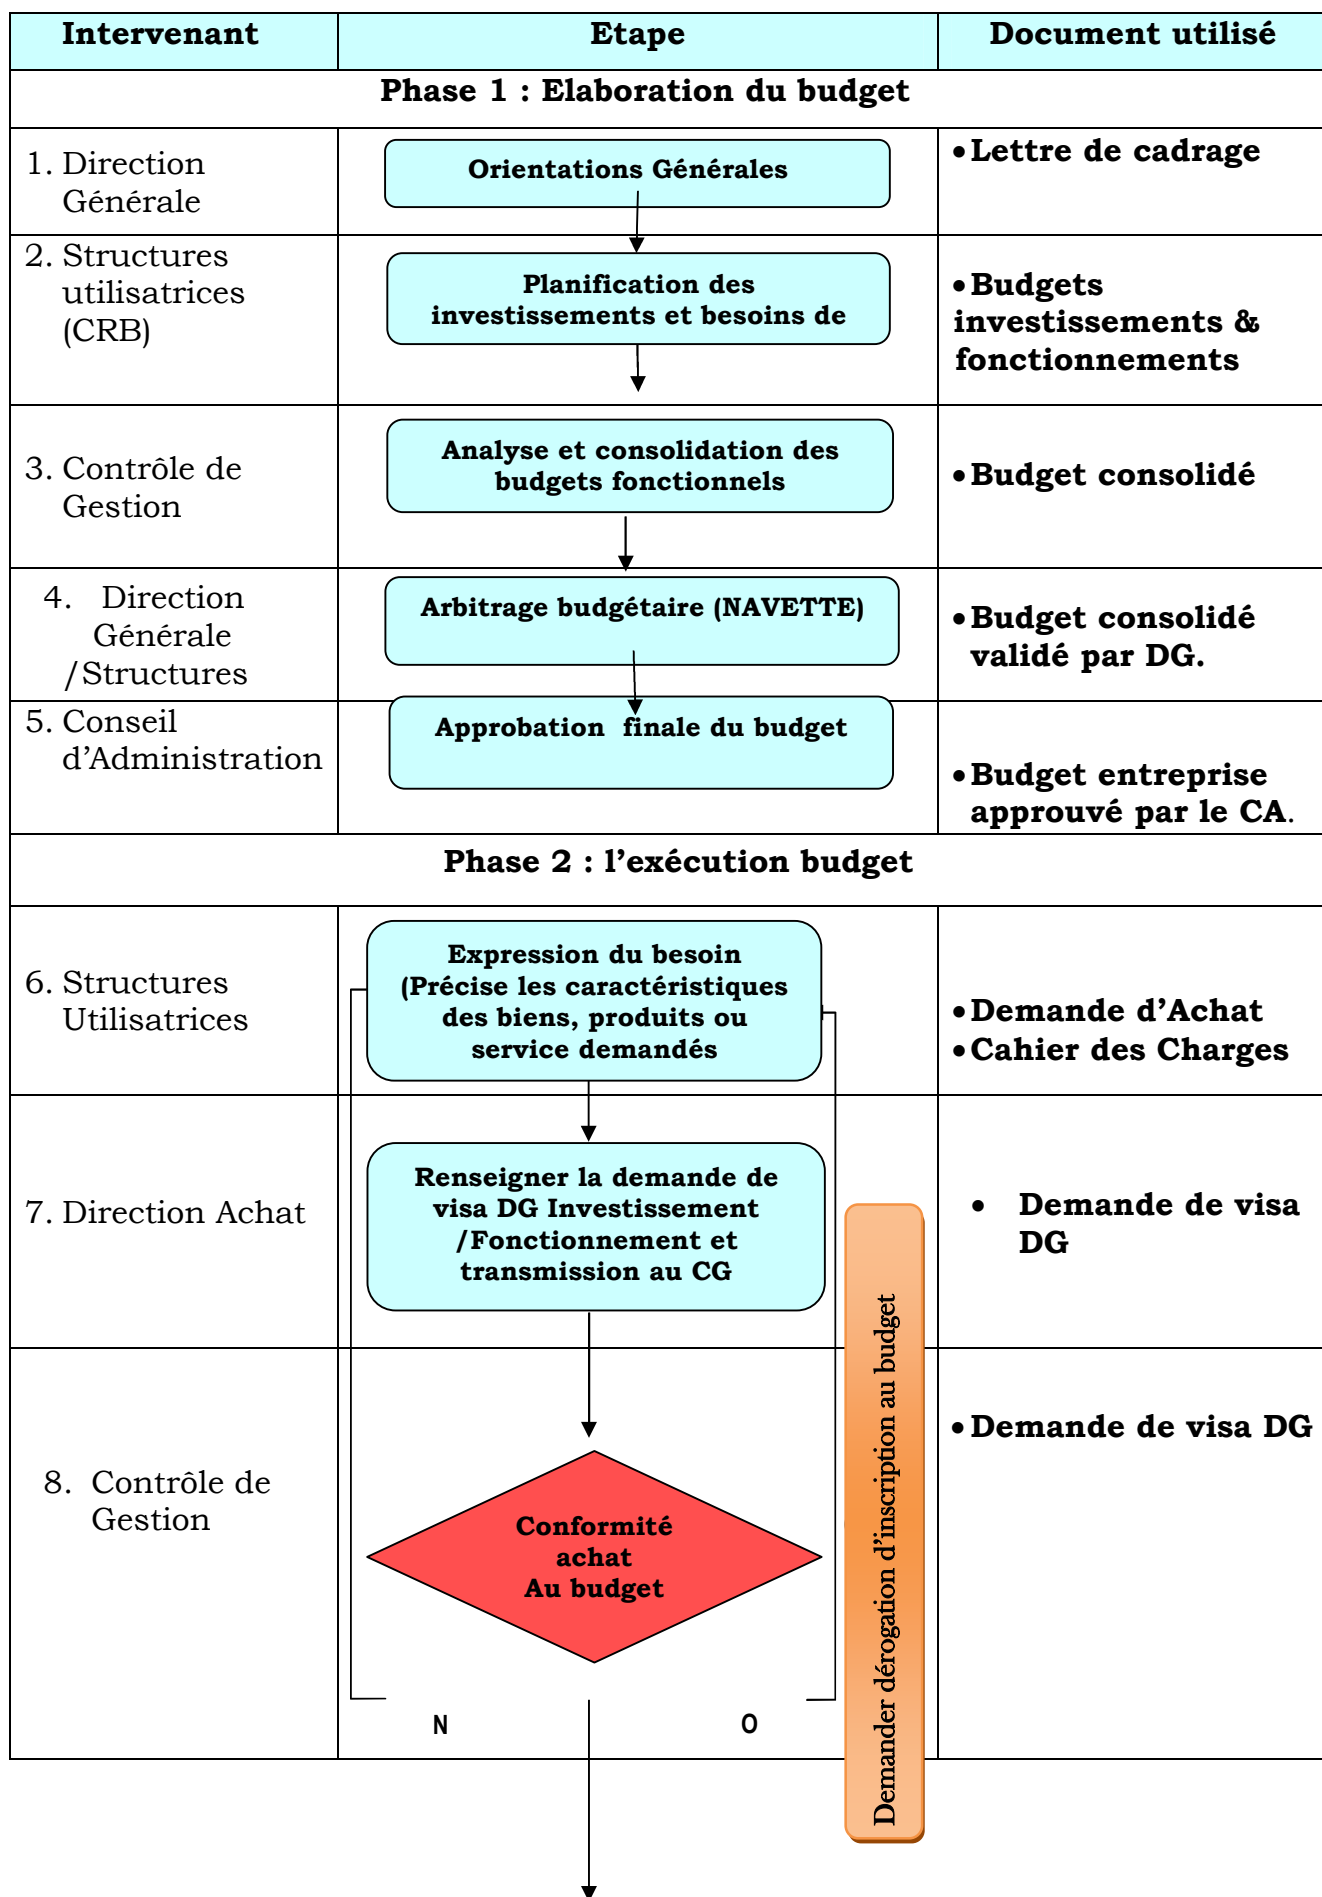 Intervenant
Etape
Document utilisé
Phase 1 : Elaboration du budget
1. Direction
Générale
Orientations Générales
•Lettre de cadrage
2. Structures
utilisatrices
(CRB)
Planification des
investissements et besoins de
•Budgets
investissements &
fonctionnements
3. Contrôle de
Gestion
Analyse et consolidation des
budgets fonctionnels
•Budget consolidé
4. Direction
Générale
/Structures
Arbitrage budgétaire (NAVETTE)
•Budget consolidé
validé par DG.
5. Conseil
d’Administration
Approbation finale du budget
•Budget entreprise
approuvé par le CA.
Phase 2 : l’exécution budget
6. Structures
Utilisatrices
Expression du besoin
(Précise les caractéristiques
des biens, produits ou
service demandés
•Demande d’Achat
•Cahier des Charges
7. Direction Achat
Renseigner la demande de
visa DG Investissement
/Fonctionnement et
transmission au CG
• Demande de visa
DG
8. Contrôle de
Gestion
Conformité
achat
Au budget
N
O
Demander dérogation d’inscription au budget
•Demande de visa DG